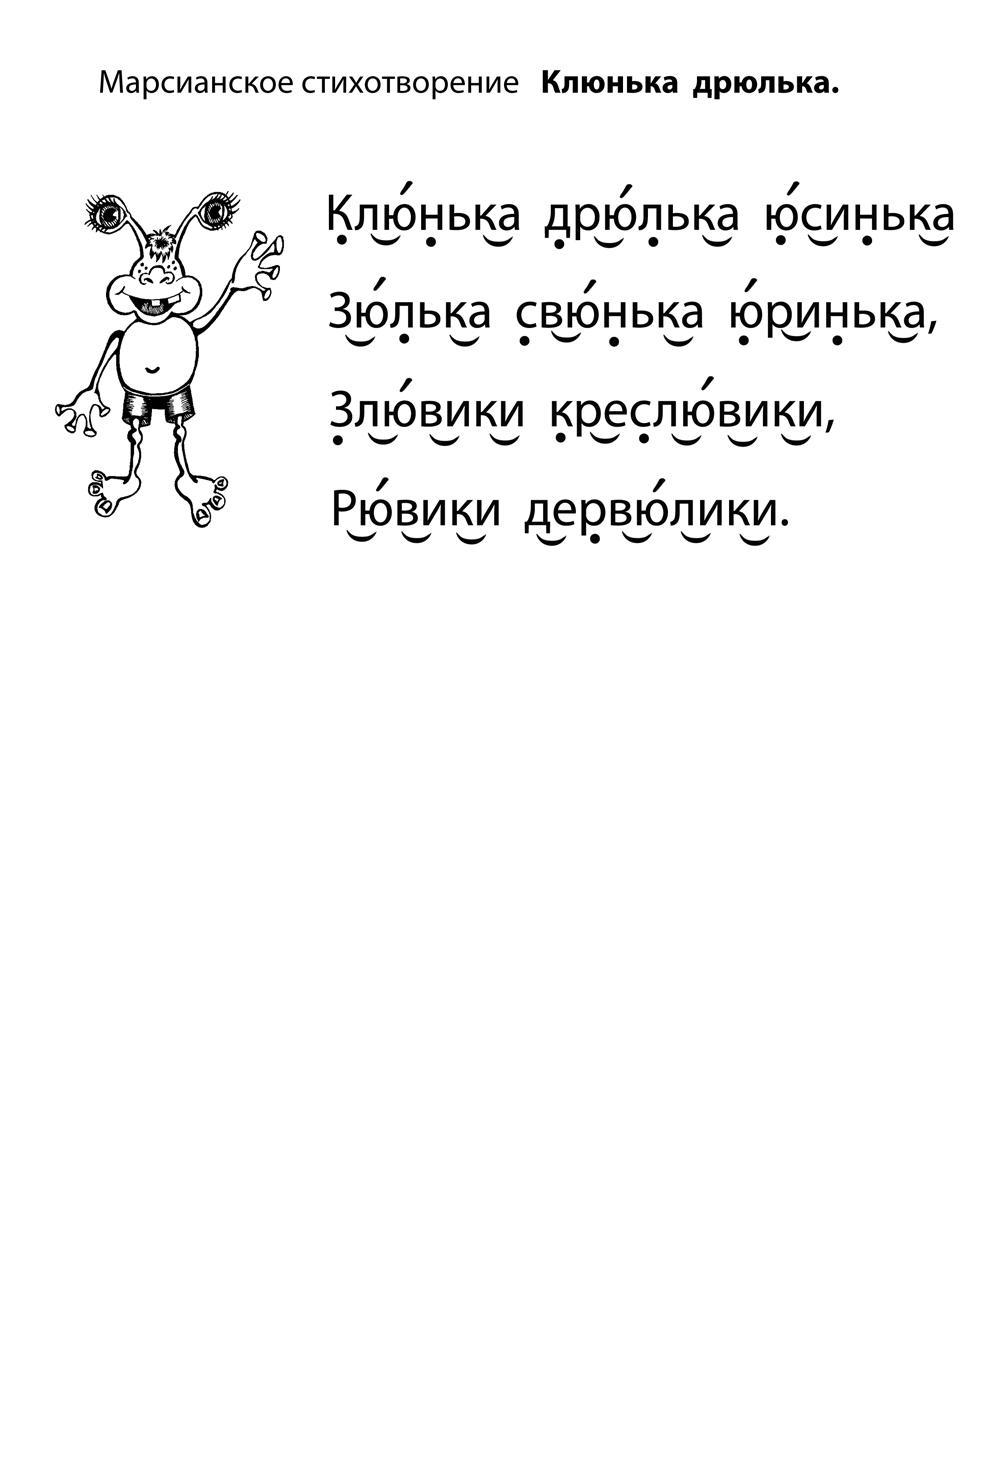 Марсианское стихотворение Клюнька дрюлька.
Клю́нька дрю́лька ю́синька
Зю́лька свю́нька ю́ринька,
Злю́вики креслю́вики,
Рю́вики дервю́лики.